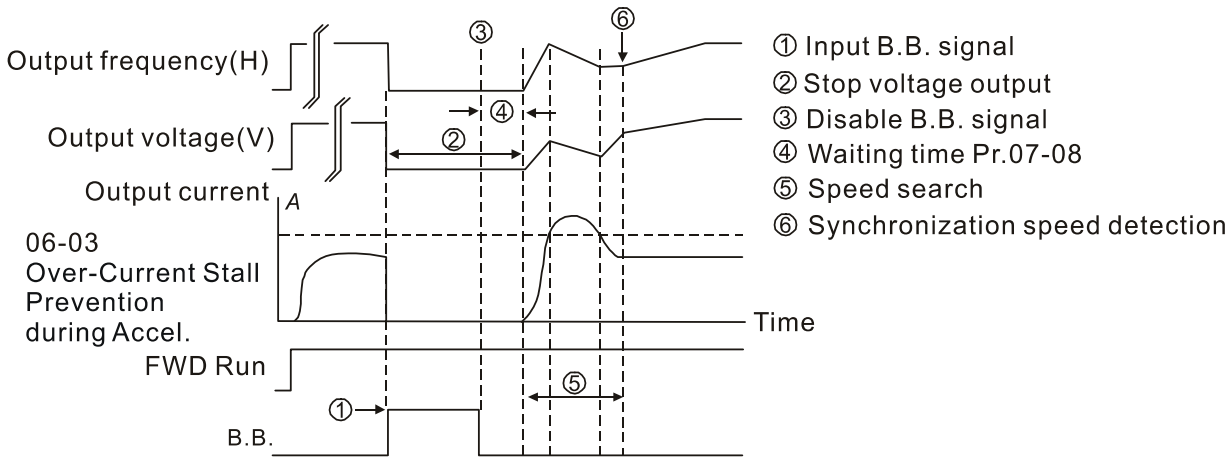 ⑥
③
Output frequency(H)
① Input B.B. signal
② Stop voltage output
④
Output voltage(V)
②
③ Disable B.B. signal
④ Waiting time Pr.07-08
Output current
A
⑤ Speed search
⑥ Synchronization speed detection
06-03
Over-Current Stall
Prevention
during Accel.
Time
FWD Run
⑤
①
B.B.